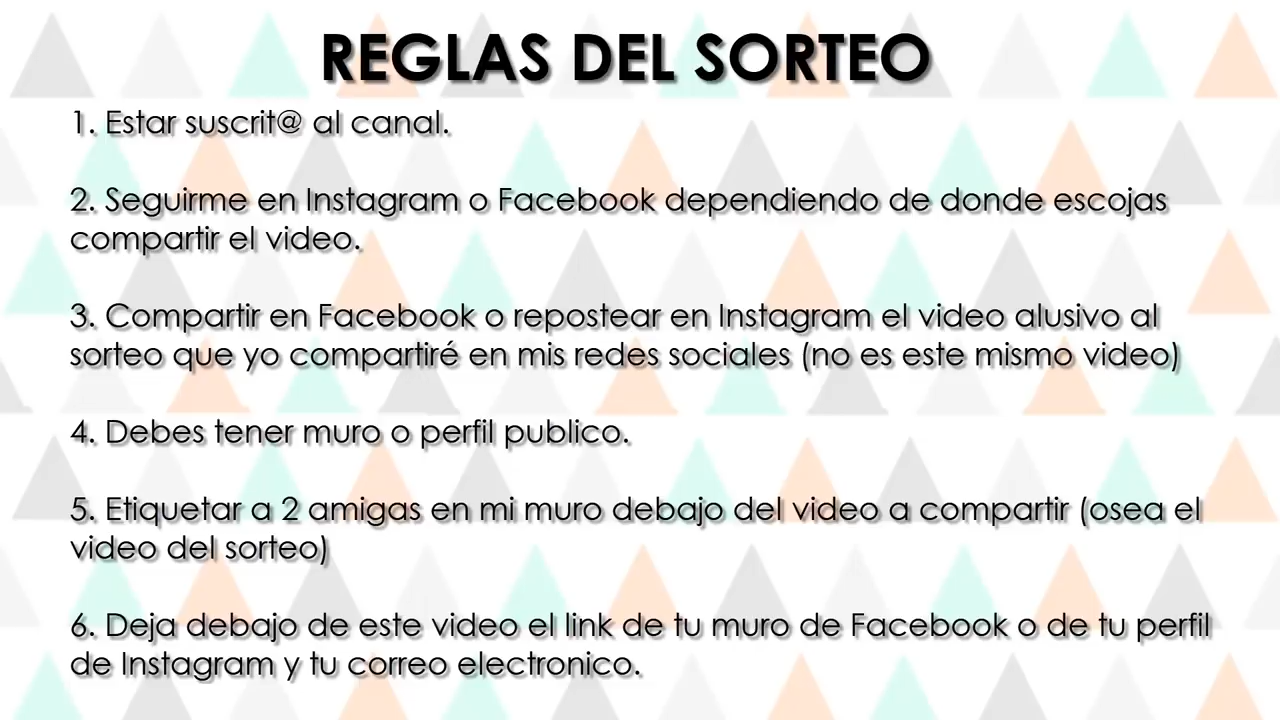 REGLAS DEL SORTEO
1. Estar suscrit@ al canal.
2. Seguirme en Instagram o Facebook dependiendo de donde escojas
compartir el video.
3. Compartir en Facebook o repostear en Instagram el video alusivo al
sorteo que yo compartiré en mis redes sociales (no es este mismo video)
4. Debes tener muro o perfil publico.
5. Etiquetar a 2 amigas en mi muro debajo del video a compartir (osea el
video del sorteo)
6. Deja debajo de este video el link de tu muro de Facebook o de tu perfil
de Instagram y tu correo electronico.